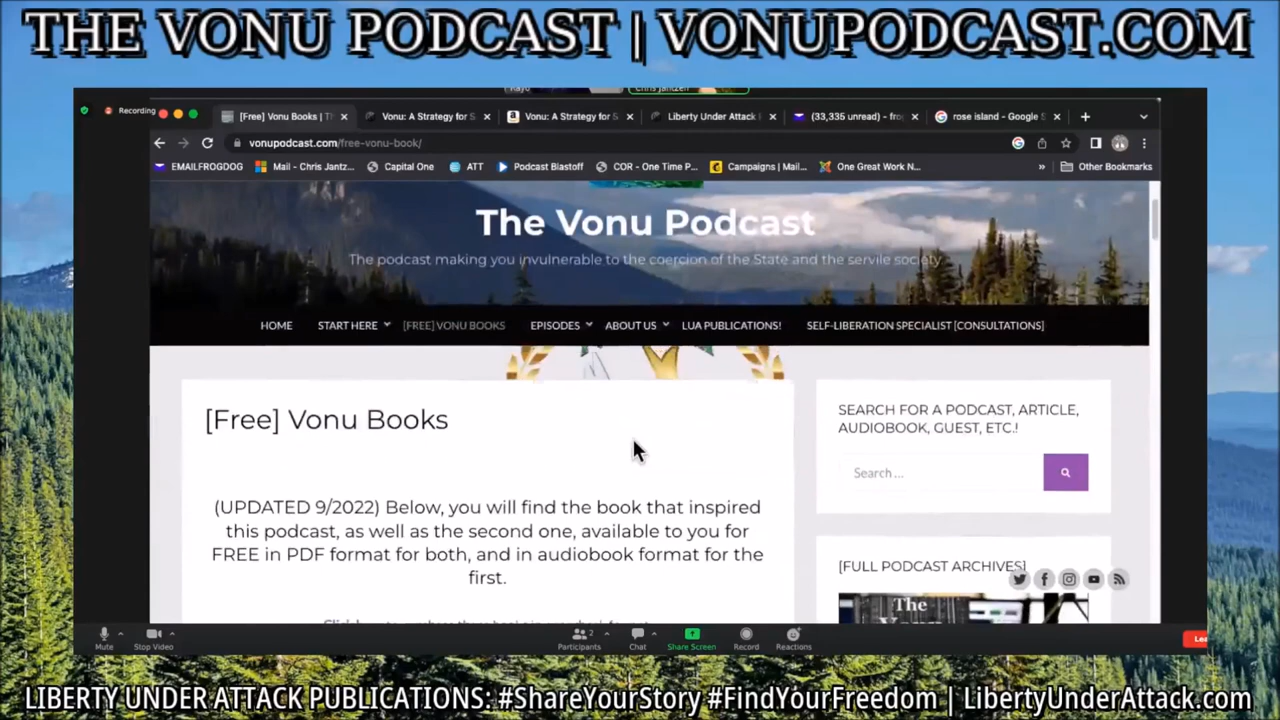 THE VONU PODCAST | VONUPODCAST.COM
Chris Jantzen
Recording
[Free] Vonu Books | Th
Vonu: A Strategy for S
Vonu: A Strategy for S
Liberty Under Attack
(33,335 unread) - frog
rose island - Google S
vonupodcast.com/free-vonu-book/
EMAILFROGDOG
Mail - Chris Jantz...
Capital One
ATT
Podcast Blastoff
COR - One Time P...
Campaigns | Mail...
One Great Work N...
»
Other Bookmarks
The Vonu Podcast
The podcast making you invulnerable to the coercion of the State and the servile society
HOME
START HERE
[FREE] VONU BOOKS
EPISODES
ABOUT US
LUA PUBLICATIONS!
SELF-LIBERATION SPECIALIST [CONSULTATIONS]
[Free] Vonu Books
(UPDATED 9/2022) Below, you will find the book that inspired
this podcast, as well as the second one, available to you for
FREE in PDF format for both, and in audiobook format for the
first.
SEARCH FOR A PODCAST, ARTICLE,
AUDIOBOOK, GUEST, ETC.!
Search ...
[FULL PODCAST ARCHIVES]
The
Vonu
Mute
Stop Video
Participants
2
Chat
Share Screen
Record
Reactions
Lea
LIBERTY UNDER ATTACK PUBLICATIONS: #ShareYourStory #FindYourFreedom | LibertyUnderAttack.com